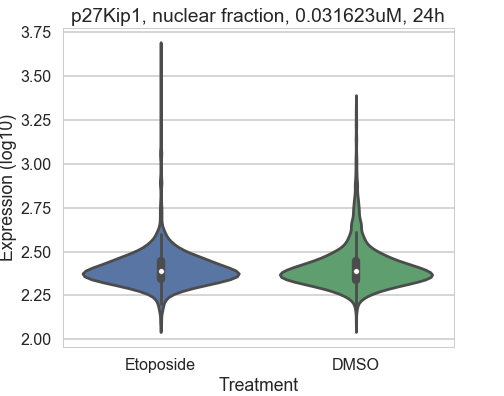 p27Kip1, nuclear fraction, 0.031623uM, 24h
3.75
3.50
3.25
3.00
2.75
2.50
2.25
2.00
Expression (log10)
Etoposide DMSO
Treatment